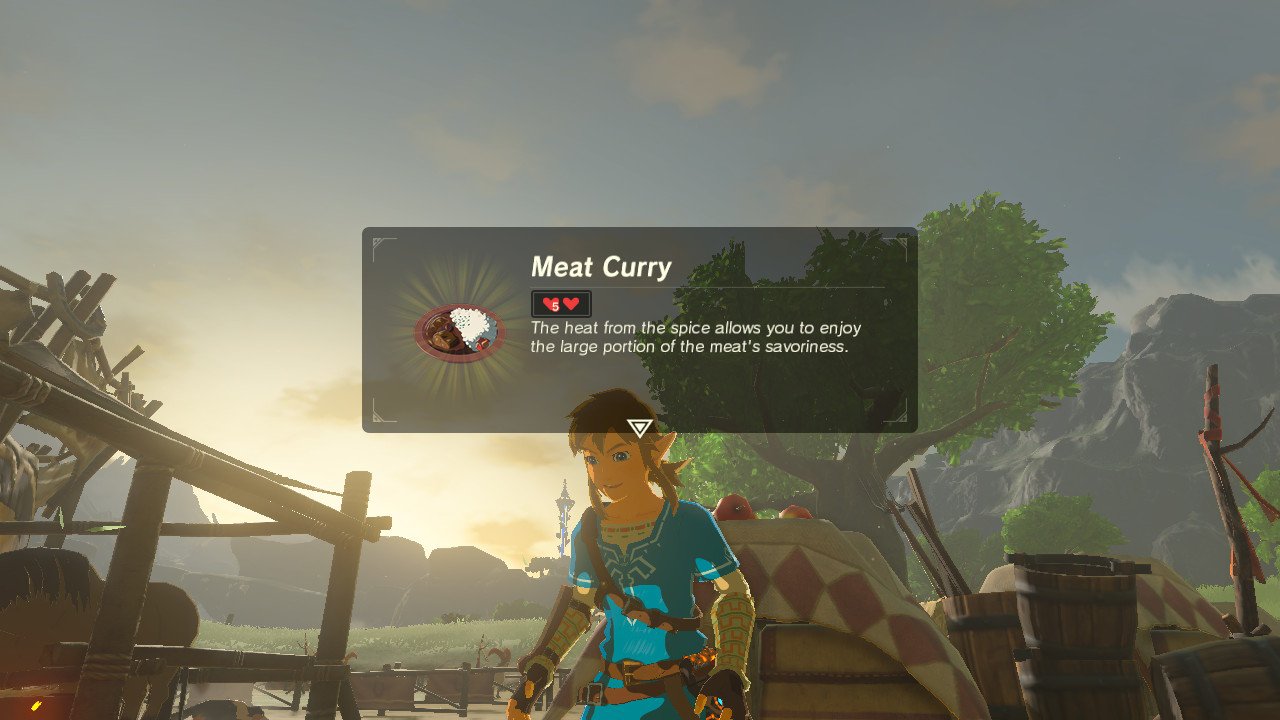 Meat Curry
5
The heat from the spice allows you to enjoy
the large portion of the meat's savoriness.